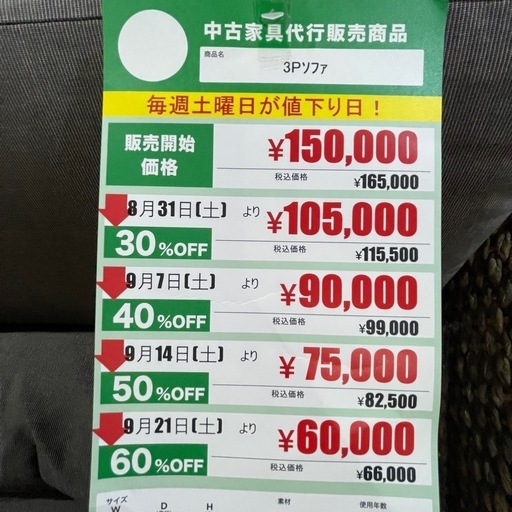 中古家具代行販売商品
商品名
3Pソファ
毎週土曜日が値下り日！
販売開始
価格
¥150,000
税込価格 ¥165,000
8月31日(土) より
30%OFF
¥105,000
税込価格 ¥115,500
9月7日(土) より
40%OFF
¥90,000
税込価格 ¥99,000
9月14日(土) より
50%OFF
¥75,000
税込価格 ¥82,500
9月21日(土) より
60%OFF
¥60,000
税込価格 ¥66,000
サイズ 素材 使用年数
W D H